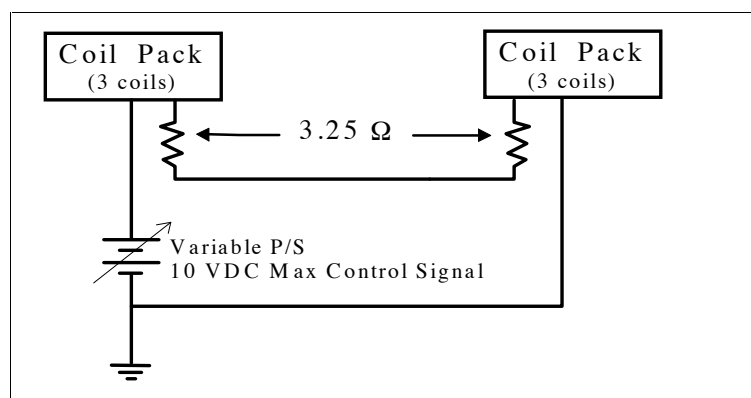 Coil Pack
(3 coils)
Coil Pack
(3 coils)
3.25 Ω
Variable P/S
10 VDC Max Control Signal